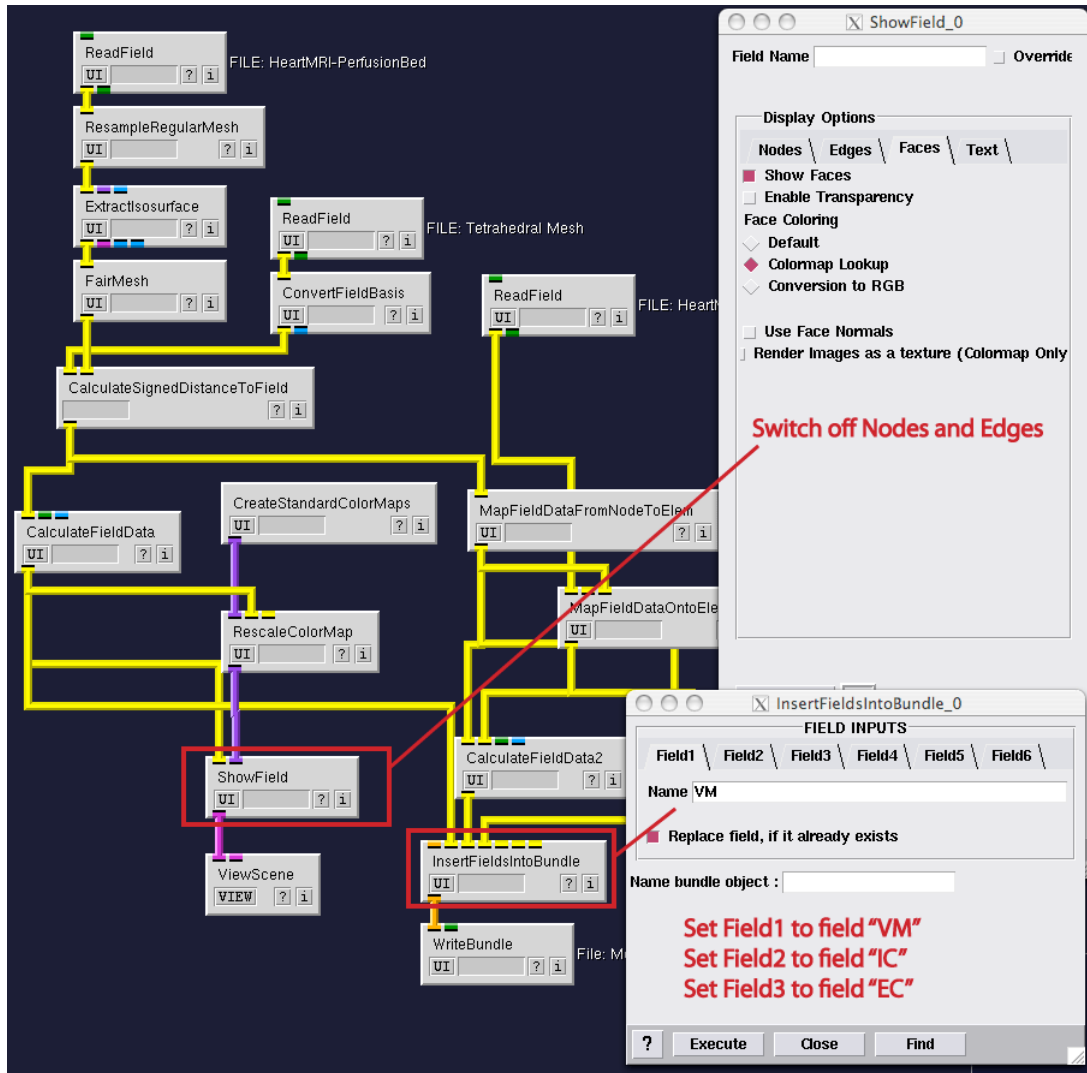 ReadField
UI ? i
FILE: HeartMRI-PerfusionBed
ResampleRegularMesh
UI ? i
ExtractIsosurface
UI ? i
ReadField
UI ? i
FILE: Tetrahedral Mesh
FairMesh
UI ? i
ConvertFieldBasis
UI ? i
ReadField
UI ? i
FILE: HeartM
CalculateSignedDistanceToField
? i
CreateStandardColorMaps
UI ? i
MapFieldDataFromNodeToElem
UI ? i
CalculateFieldData
UI ? i
MapFieldDataOntoEle
UI
RescaleColorMap
UI ? i
CalculateFieldData2
UI ? i
ShowField
UI ? i
InsertFieldsIntoBundle
UI ? i
ViewScene
VIEW ? i
WriteBundle
UI ? i
File: M
X ShowField_0
Field Name Override
Display Options
Nodes \ Edges \ Faces \ Text \
Show Faces
Enable Transparency
Face Coloring
Default
Colormap Lookup
Conversion to RGB
Use Face Normals
Render Images as a texture (Colormap Only
Switch off Nodes and Edges
X InsertFieldsIntoBundle_0
FIELD INPUTS
Field1 \ Field2 \ Field3 \ Field4 \ Field5 \ Field6 \
Name VM
Replace field, if it already exists
Name bundle object :
Set Field1 to field “VM”
Set Field2 to field “IC”
Set Field3 to field “EC”
? Execute Close Find